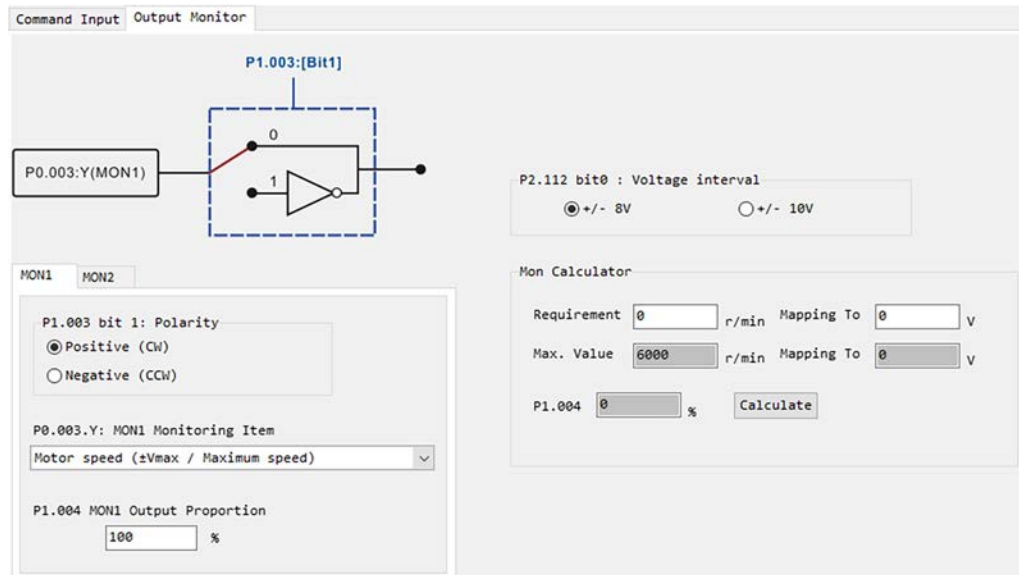 Command Input Output Monitor
P1.003:[Bit1]
0
P0.003:Y(MON1)
1
P2.112 bit0 : Voltage interval
+/- 8V +/- 10V
MON1 MON2
P1.003 bit 1: Polarity
Positive (CW)
Negative (CCW)
P0.003.Y: MON1 Monitoring Item
Motor speed (±Vmax / Maximum speed)
P1.004 MON1 Output Proportion
100 %
Mon Calculator
Requirement 0 r/min Mapping To 0 V
Max. Value 6000 r/min Mapping To 0 V
P1.004 0 % Calculate